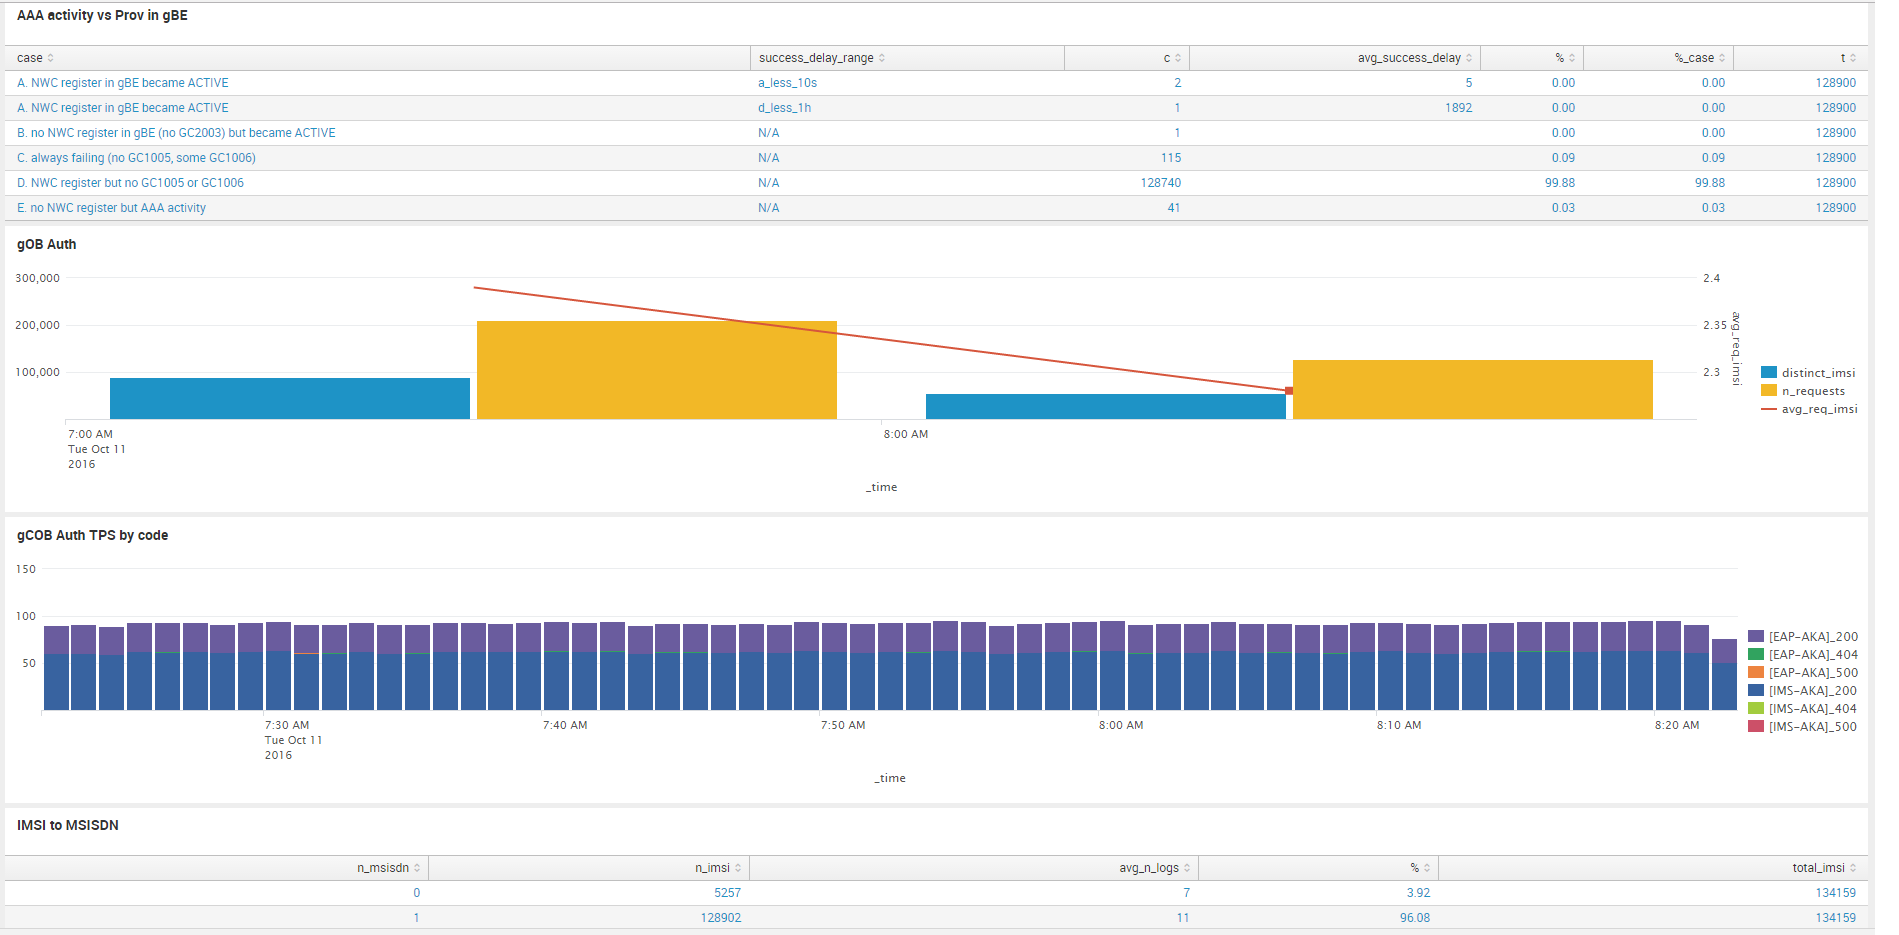 AAA activity vs Prov in gBE
case success_delay_range c avg_success_delay % %_case t
A. NWC register in gBE became ACTIVE a_less_10s 2 5 0.00 0.00 128900
A. NWC register in gBE became ACTIVE d_less_1h 1 1892 0.00 0.00 128900
B. no NWC register in gBE (no GC2003) but became ACTIVE N/A 1 0.00 0.00 128900
C. always failing (no GC1005, some GC1006) N/A 115 0.09 0.09 128900
D. NWC register but no GC1005 or GC1006 N/A 128740 99.88 99.88 128900
E. no NWC register but AAA activity N/A 41 0.03 0.03 128900
gOB Auth
300,000 2.4
200,000 2.35
100,000 2.3
avg_req_imsi
distinct_imsi
n_requests
avg_req_imsi
7:00 AM 8:00 AM
Tue Oct 11
2016
_time
gCOB Auth TPS by code
150
100
50
[EAP-AKA]_200
[EAP-AKA]_404
[EAP-AKA]_500
[IMS-AKA]_200
[IMS-AKA]_404
[IMS-AKA]_500
7:30 AM 7:40 AM 7:50 AM 8:00 AM 8:10 AM 8:20 AM
Tue Oct 11
2016
_time
IMSI to MSISDN
n_msisdn n_imsi avg_n_logs % total_imsi
0 5257 7 3.92 134159
1 128902 11 96.08 134159